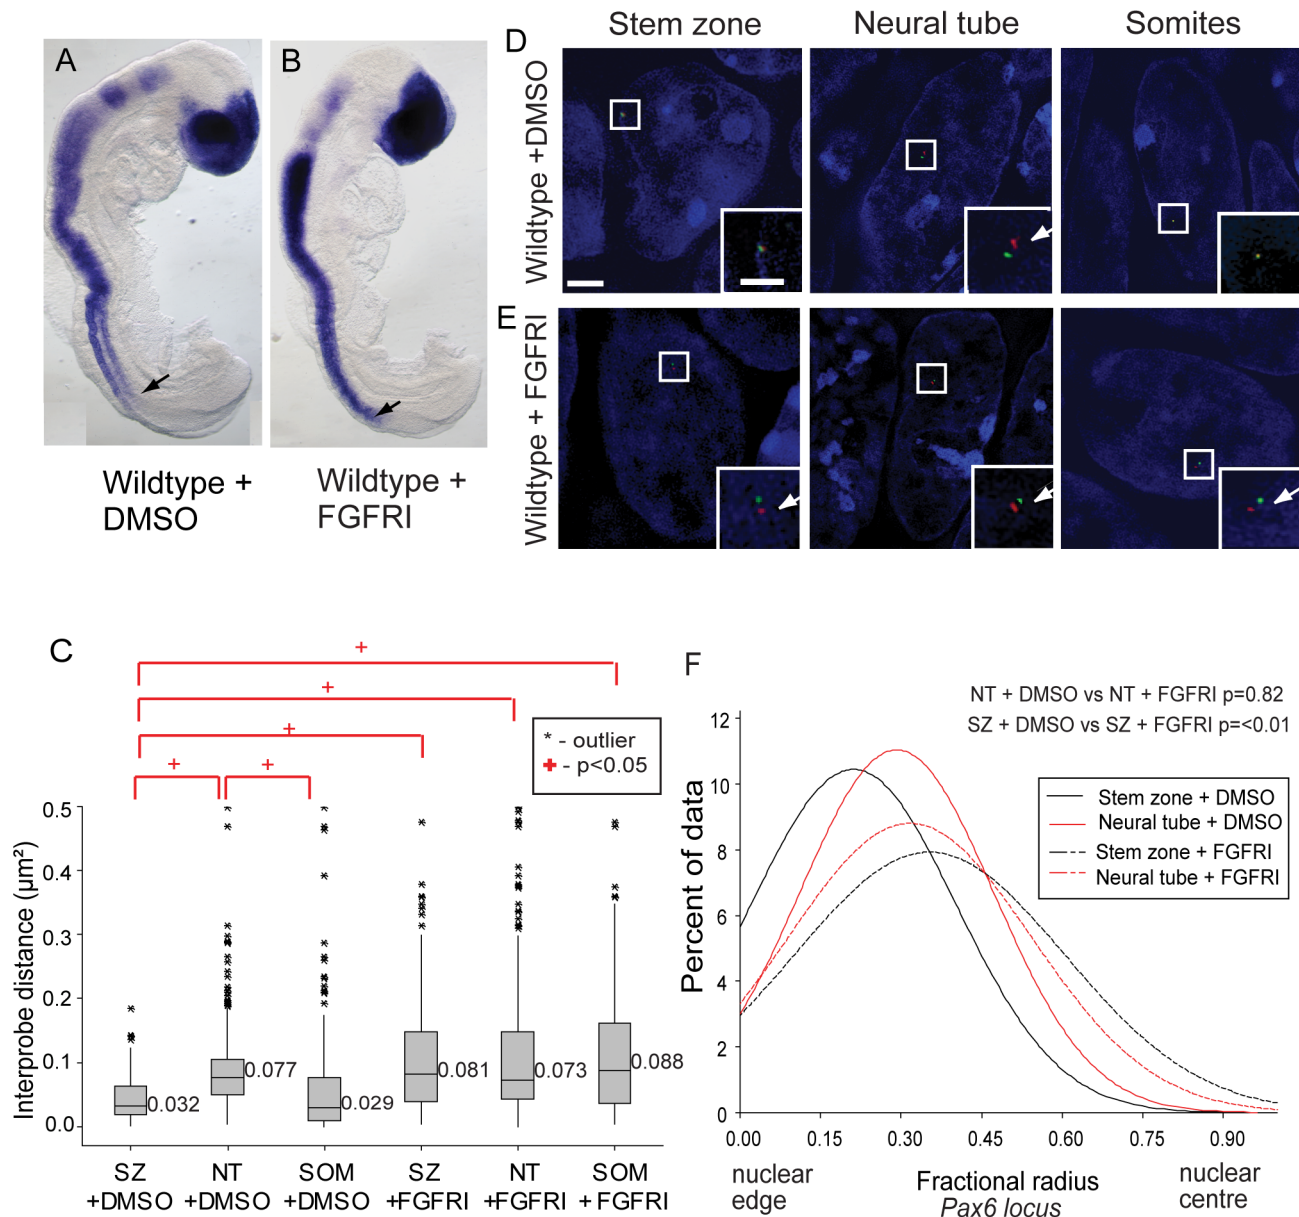 A
B
Wildtype +
DMSO
Wildtype +
FGFRI
D
Stem zone
Neural tube
Somites
Wildtype +DMSO
E
Wildtype + FGFRI
C
+
+
+
+
+
* - outlier
+ - p<0.05
Interprobe distance (µm²)
0.5
0.4
0.3
0.2
0.1
0.0
0.032
0.077
0.029
0.081
0.073
0.088
SZ
+DMSO
NT
+DMSO
SOM
+DMSO
SZ
+FGFRI
NT
+FGFRI
SOM
+ FGFRI
F
NT + DMSO vs NT + FGFRI p=0.82
SZ + DMSO vs SZ + FGFRI p=<0.01
Stem zone + DMSO
Neural tube + DMSO
Stem zone + FGFRI
Neural tube + FGFRI
Percent of data
12
10
8
6
4
2
0
0.00
0.15
0.30
0.45
0.60
0.75
0.90
nuclear
edge
Fractional radius
Pax6 locus
nuclear
centre